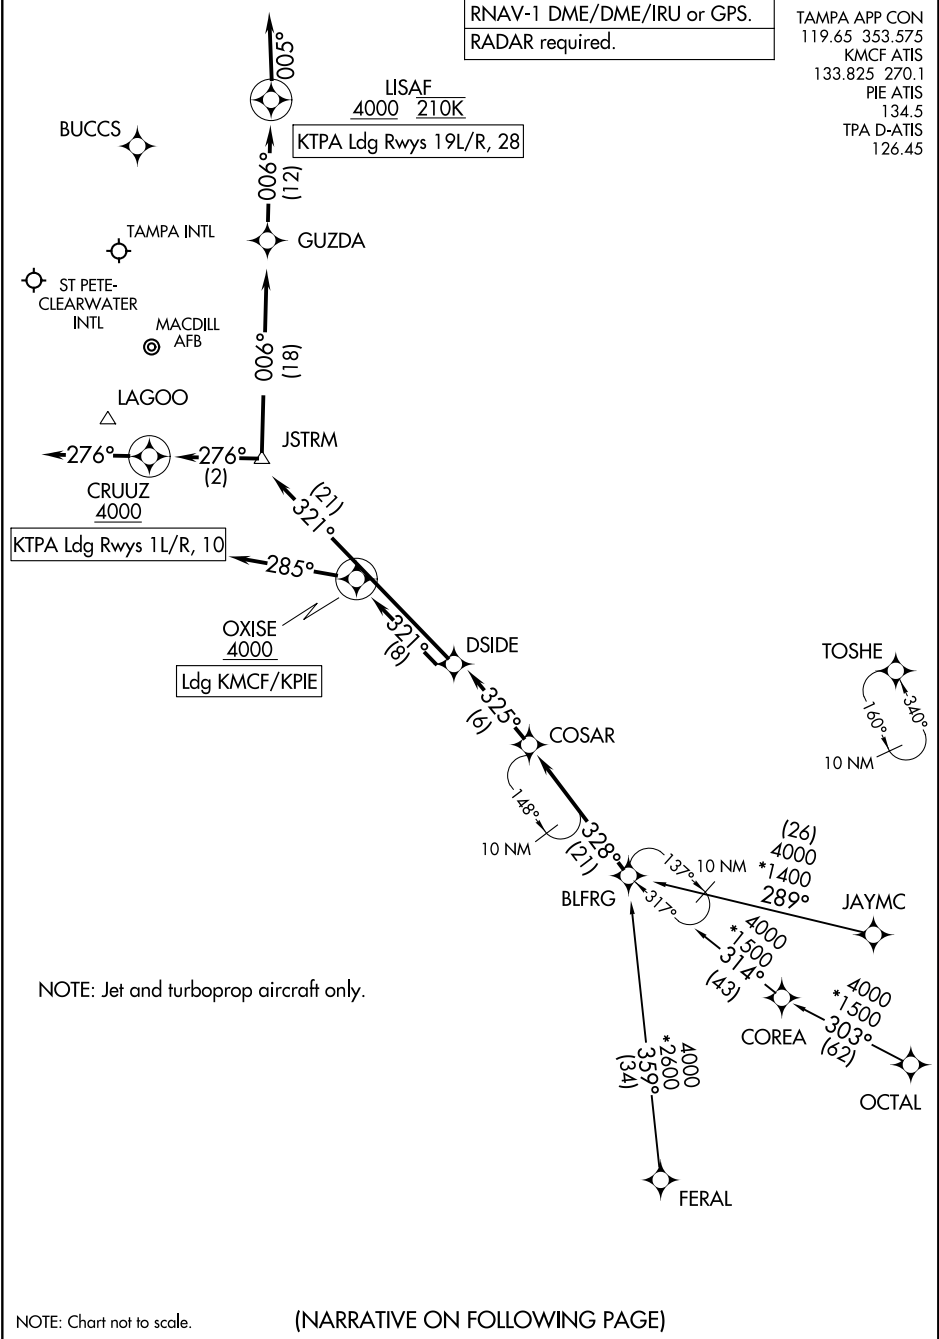 RNAV-1 DME/DME/IRU or GPS.
RADAR required.
TAMPA APP CON
119.65 353.575
KMCF ATIS
133.825 270.1
PIE ATIS
134.5
TPA D-ATIS
126.45
005°
LISAF
4000 210K
KTPA Ldg Rwys 19L/R, 28
BUCCS
006°
(12)
TAMPA INTL
GUZDA
ST PETE-
CLEARWATER
INTL
MACDILL
AFB
006°
(18)
LAGOO
JSTRM
276°
276°
(2)
CRUUZ
4000
KTPA Ldg Rwys 1L/R, 10
(21)
321°
285°
OXISE
4000
Ldg KMCF/KPIE
321°
(8)
DSIDE
TOSHE
340°
160°
10 NM
325°
(6)
COSAR
148°
10 NM
328°
(21)
BLFRG
137°
10 NM
317°
(26)
4000
*1400
289°
JAYMC
4000
*1500
314°
(43)
COREA
4000
*1500
303°
(62)
OCTAL
NOTE: Jet and turboprop aircraft only.
4000
*2600
359°
(34)
FERAL
NOTE: Chart not to scale.
(NARRATIVE ON FOLLOWING PAGE)